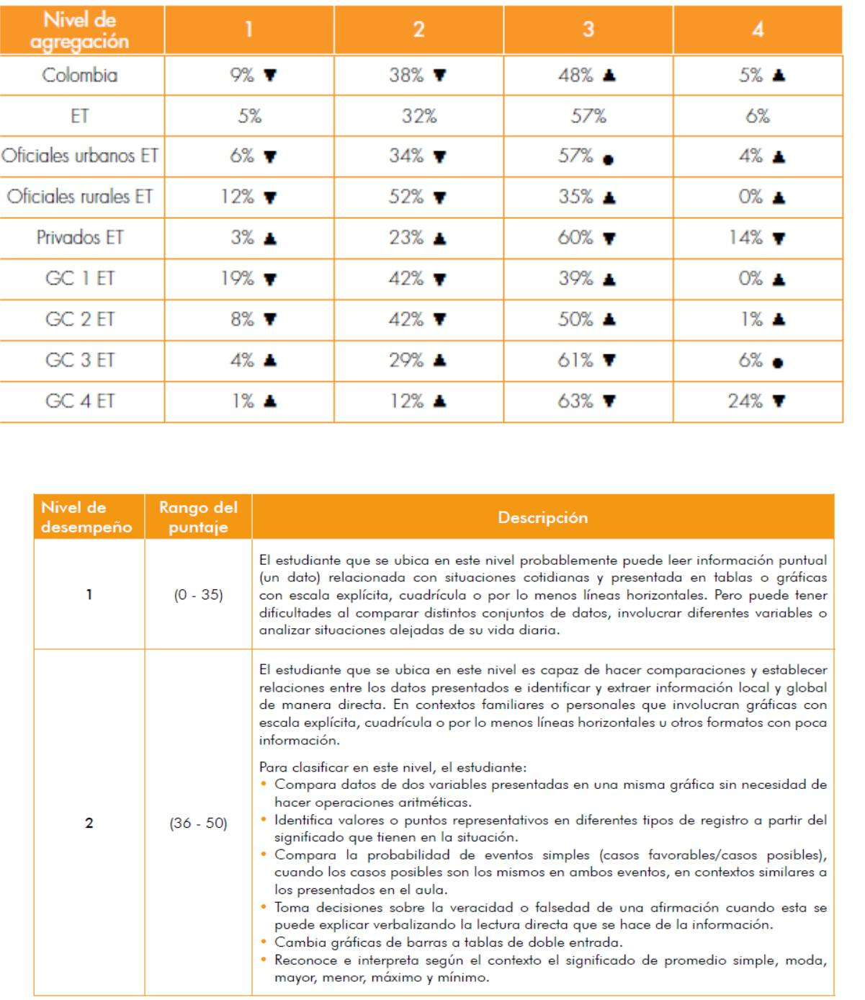 Nivel de agregación 1 2 3 4
Colombia 9% ▼ 38% ▼ 48% ▲ 5% ▲
ET 5% 32% 57% 6%
Oficiales urbanos ET 6% ▼ 34% ▼ 57% ● 4% ▲
Oficiales rurales ET 12% ▼ 52% ▼ 35% ▲ 0% ▲
Privados ET 3% ▲ 23% ▲ 60% ▼ 14% ▼
GC 1 ET 19% ▼ 42% ▼ 39% ▲ 0% ▲
GC 2 ET 8% ▼ 42% ▼ 50% ▲ 1% ▲
GC 3 ET 4% ▲ 29% ▲ 61% ▼ 6% ●
GC 4 ET 1% ▲ 12% ▲ 63% ▼ 24% ▼
Nivel de desempeño Rango del puntaje Descripción
1 (0 - 35)
El estudiante que se ubica en este nivel probablemente puede leer información puntual
(un dato) relacionada con situaciones cotidianas y presentada en tablas o gráficas
con escala explícita, cuadrícula o por lo menos líneas horizontales. Pero puede tener
dificultades al comparar distintos conjuntos de datos, involucrar diferentes variables o
analizar situaciones alejadas de su vida diaria.
2 (36 - 50)
El estudiante que se ubica en este nivel es capaz de hacer comparaciones y establecer
relaciones entre los datos presentados e identificar y extraer información local y global
de manera directa. En contextos familiares o personales que involucran gráficas con
escala explícita, cuadrícula o por lo menos líneas horizontales u otros formatos con poca
información.
Para clasificar en este nivel, el estudiante:
• Compara datos de dos variables presentadas en una misma gráfica sin necesidad de
hacer operaciones aritméticas.
• Identifica valores o puntos representativos en diferentes tipos de registro a partir del
significado que tienen en la situación.
• Compara la probabilidad de eventos simples (casos favorables/casos posibles),
cuando los casos posibles son los mismos en ambos eventos, en contextos similares a
los presentados en el aula.
• Toma decisiones sobre la veracidad o falsedad de una afirmación cuando esta se
puede explicar verbalizando la lectura directa que se hace de la información.
• Cambia gráficas de barras a tablas de doble entrada.
• Reconoce e interpreta según el contexto el significado de promedio simple, moda,
mayor, menor, máximo y mínimo.